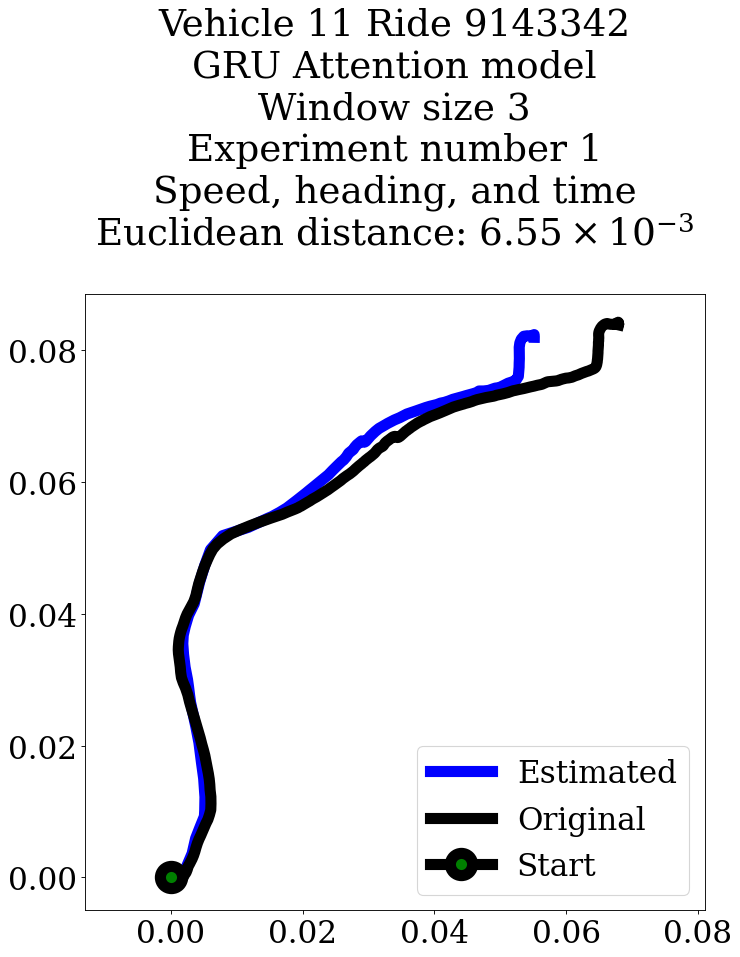 Vehicle 11 Ride 9143342
GRU Attention model
Window size 3
Experiment number 1
Speed, heading, and time
Euclidean distance: 6.55 × 10⁻³
0.08
0.06
0.04
0.02
0.00
Estimated
Original
Start
0.00 0.02 0.04 0.06 0.08